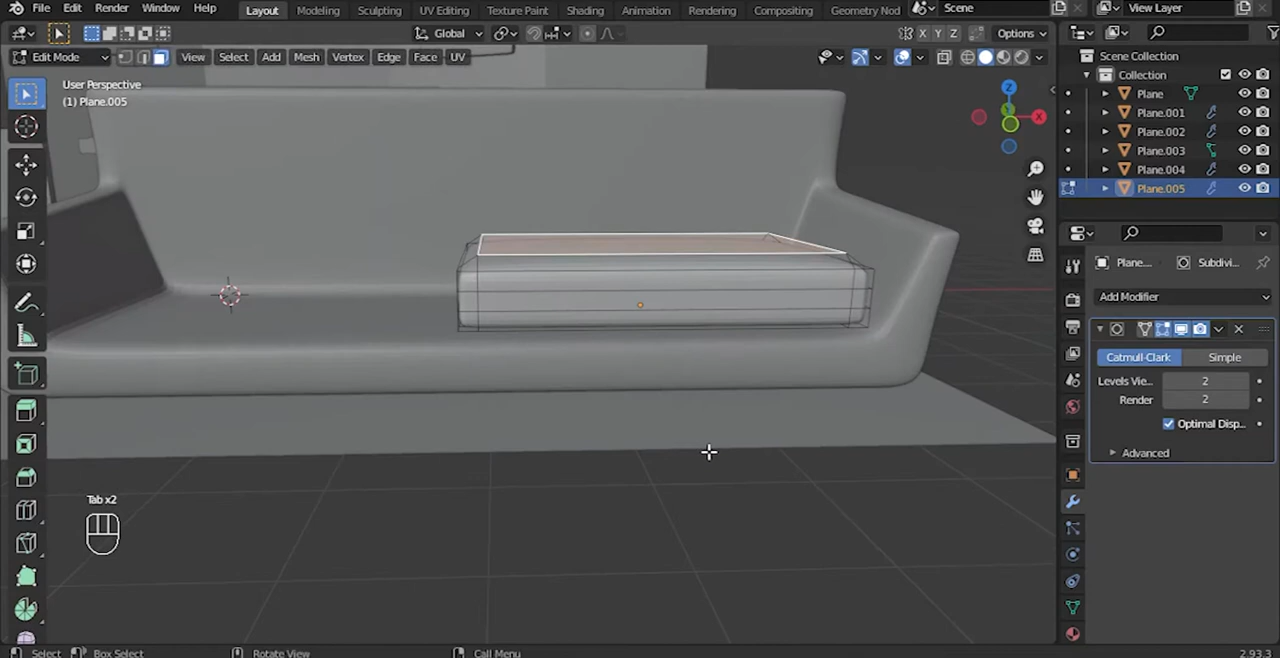 File Edit Render Window Help Layout Modeling Sculpting UV Editing Texture Paint Shading Animation Rendering Compositing Geometry Nod Scene View Layer
Global X Y Z Options
Edit Mode View Select Add Mesh Vertex Edge Face UV
User Perspective
(1) Plane.005
Z
X
Scene Collection
Collection
Plane
Plane.001
Plane.002
Plane.003
Plane.004
Plane.005
Plane... Subdivi...
Add Modifier
Catmull-Clark Simple
Levels Vie... 2
Render 2
Optimal Disp...
Advanced
Tab x2
Select Box Select Rotate View Call Menu 2.93.3